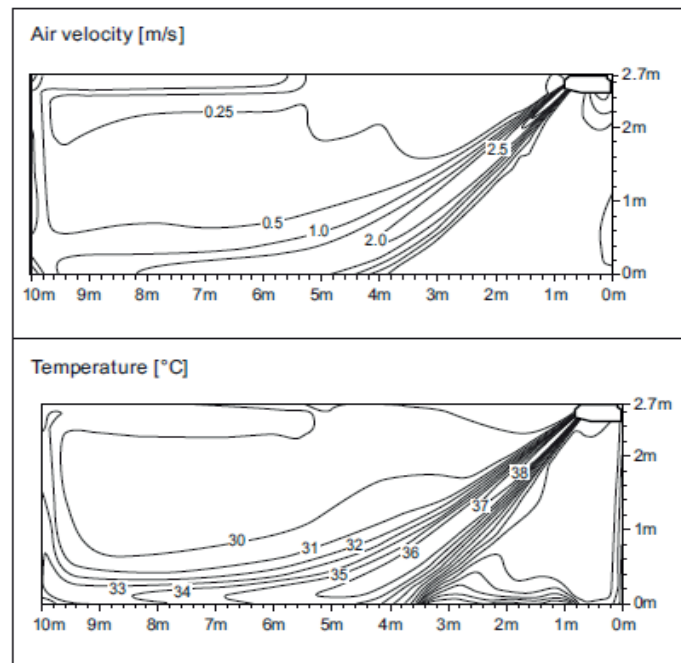 Air velocity [m/s]
2.7m
0.25
2m
2.5
1m
0.5
1.0
2.0
0m
10m 9m 8m 7m 6m 5m 4m 3m 2m 1m 0m
Temperature [°C]
2.7m
2m
38
37
1m
30
31
32
36
35
33
34
0m
10m 9m 8m 7m 6m 5m 4m 3m 2m 1m 0m